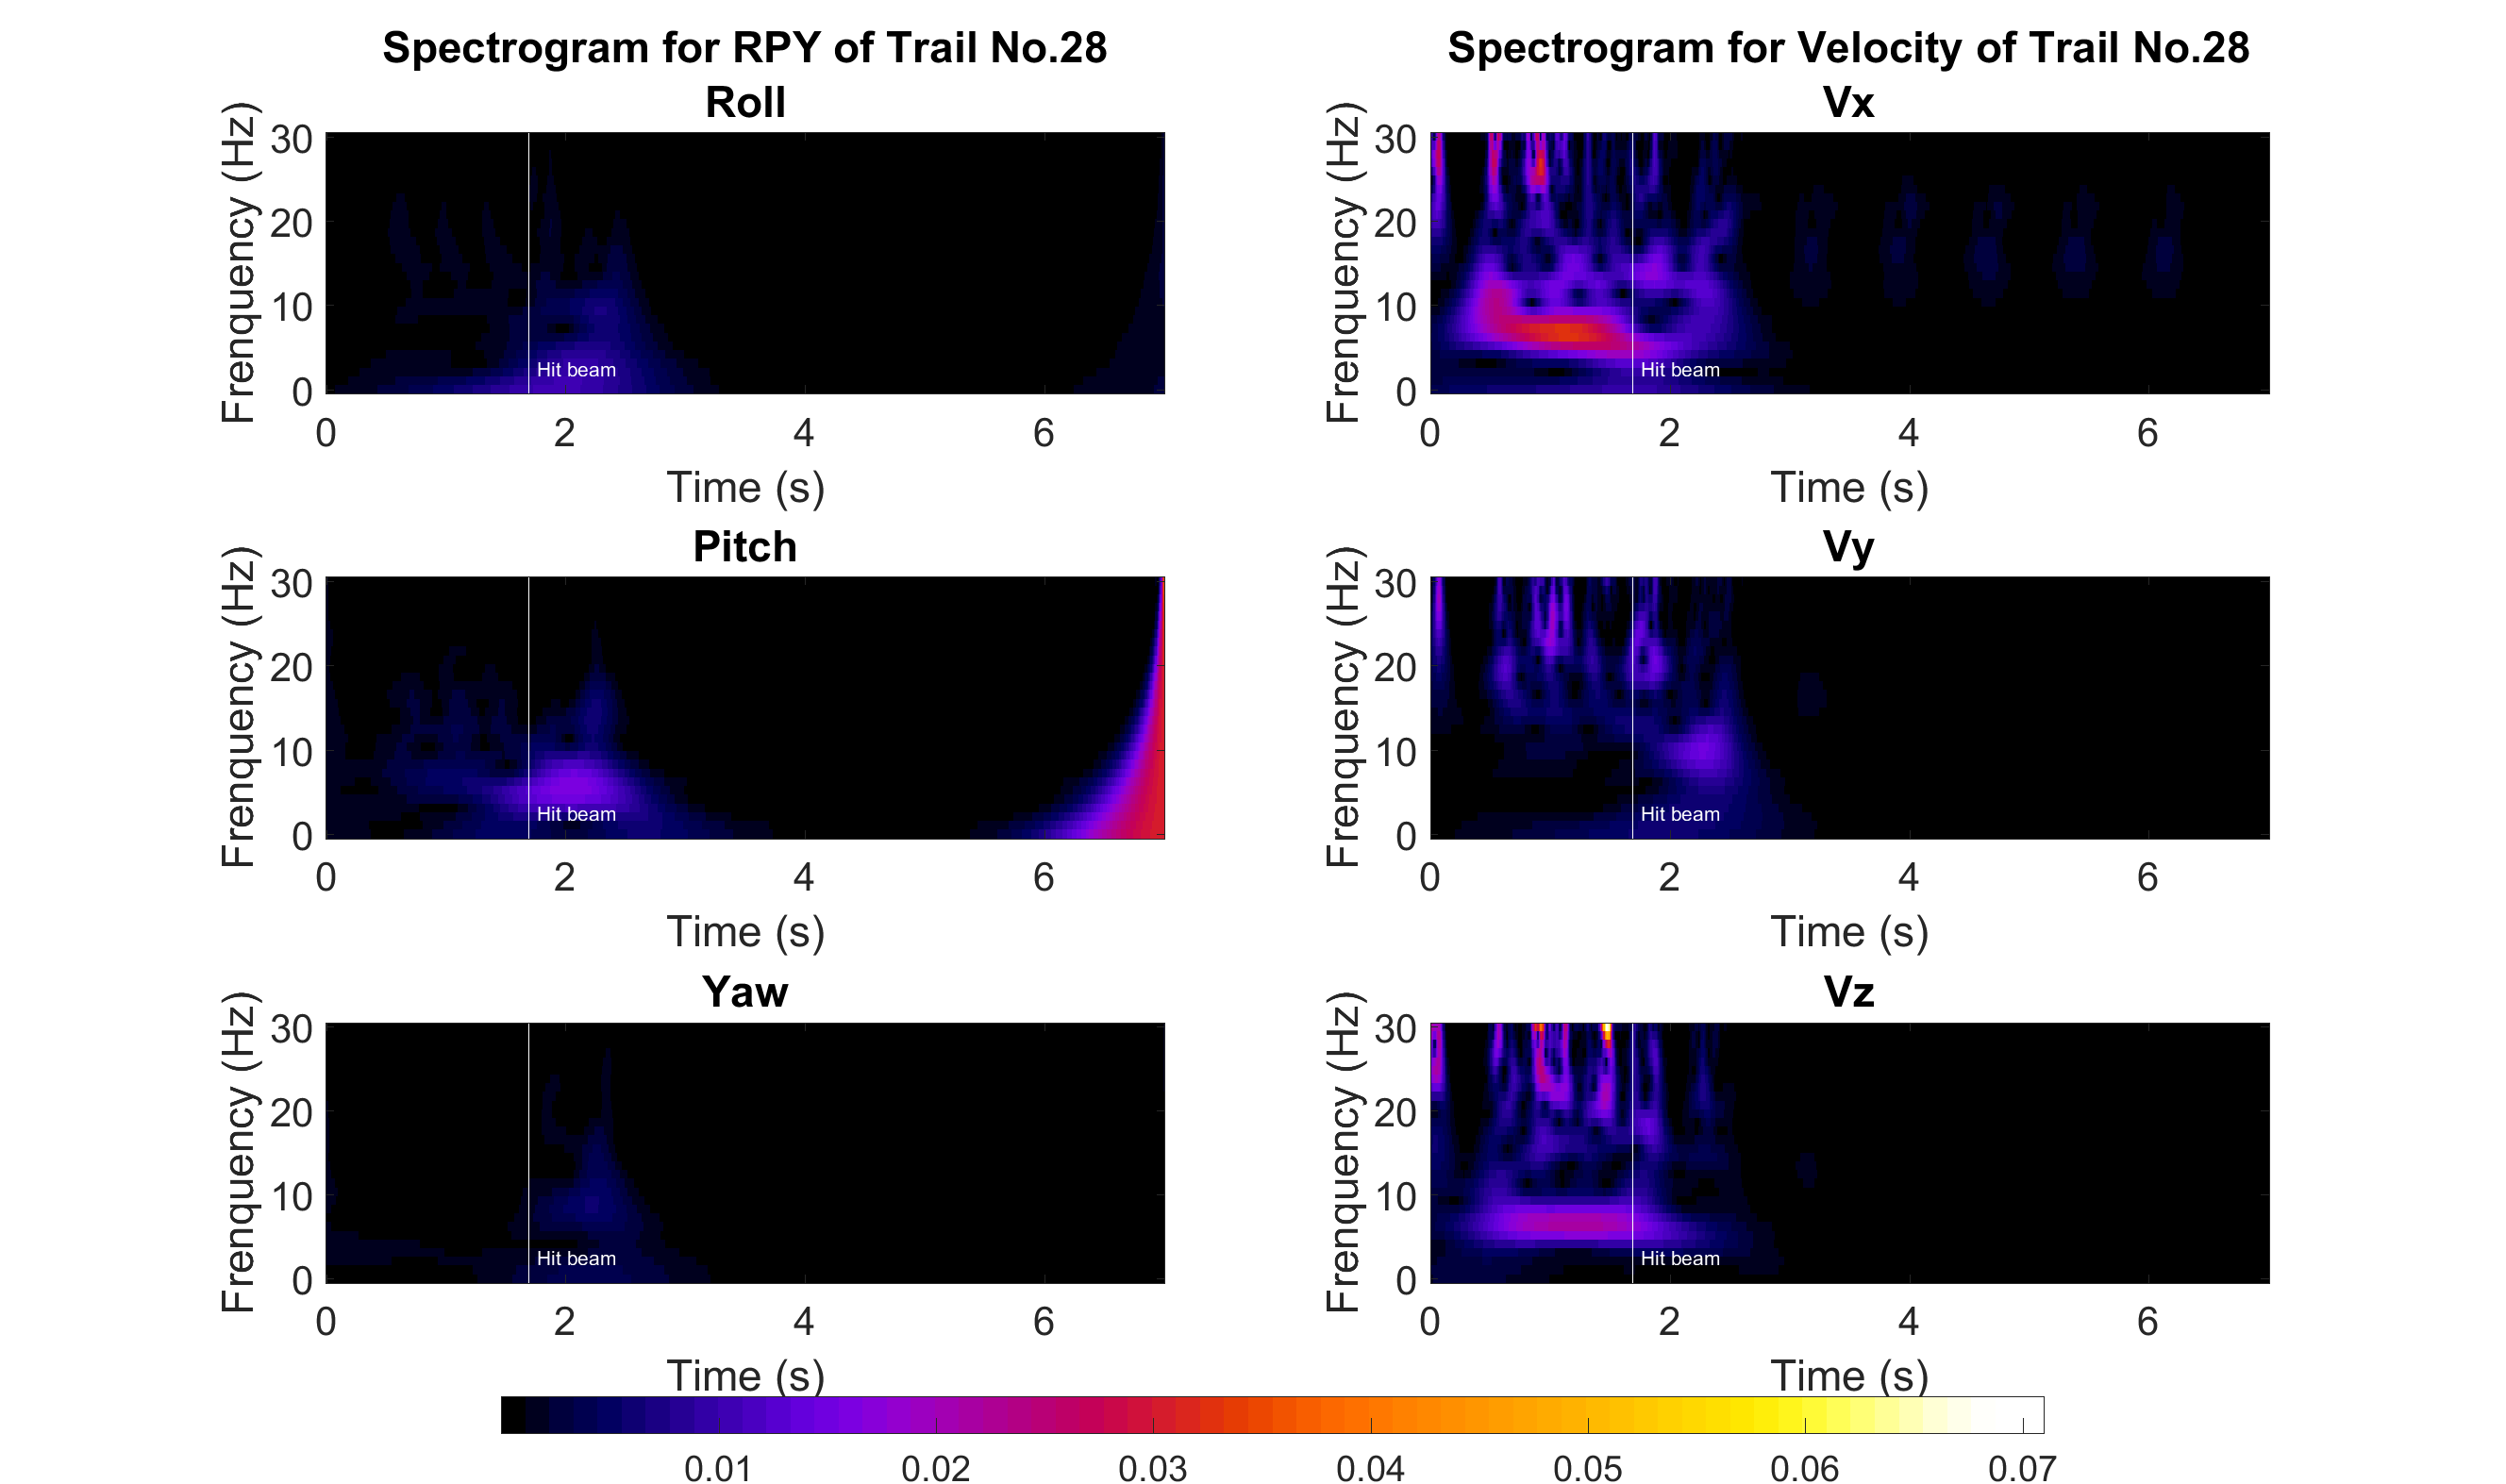 Spectrogram for RPY of Trail No.28
Roll
Frenquency (Hz)
30
20
10
0
Hit beam
0 2 4 6
Time (s)
Pitch
Frenquency (Hz)
30
20
10
0
Hit beam
0 2 4 6
Time (s)
Yaw
Frenquency (Hz)
30
20
10
0
Hit beam
0 2 4 6
Time (s)
Spectrogram for Velocity of Trail No.28
Vx
Frenquency (Hz)
30
20
10
0
Hit beam
0 2 4 6
Time (s)
Vy
Frenquency (Hz)
30
20
10
0
Hit beam
0 2 4 6
Time (s)
Vz
Frenquency (Hz)
30
20
10
0
Hit beam
0 2 4 6
Time (s)
0.01 0.02 0.03 0.04 0.05 0.06 0.07